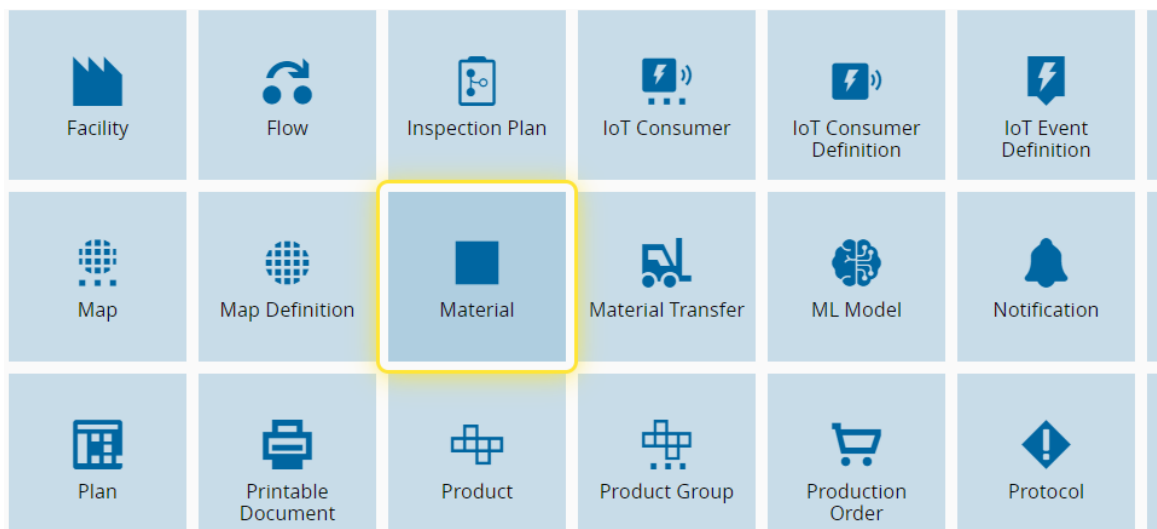 Facility
Flow
Inspection Plan
IoT Consumer
IoT Consumer
Definition
IoT Event
Definition
Map
Map Definition
Material
Material Transfer
ML Model
Notification
Plan
Printable
Document
Product
Product Group
Production
Order
Protocol